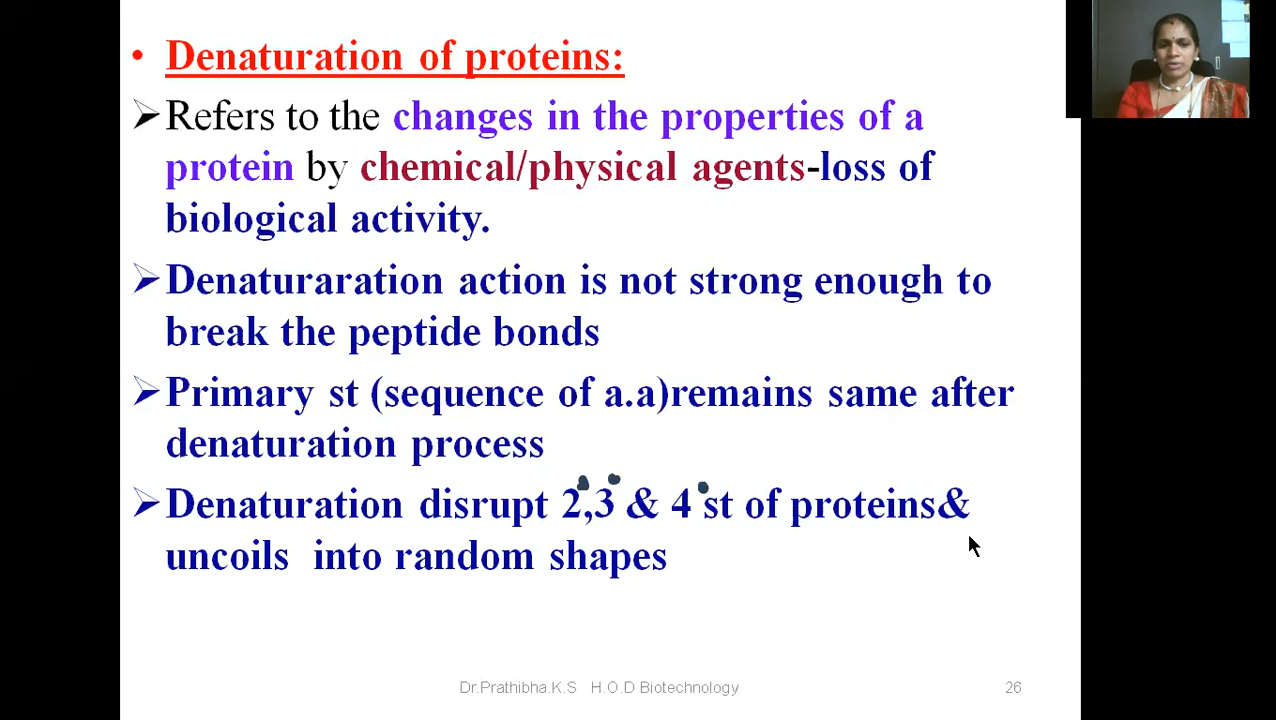 • Denaturation of proteins:
➢Refers to the changes in the properties of a
protein by chemical/physical agents-loss of
biological activity.
➢Denaturaration action is not strong enough to
break the peptide bonds
➢Primary st (sequence of a.a)remains same after
denaturation process
➢Denaturation disrupt 2,3 & 4 st of proteins&
uncoils into random shapes
Dr.Prathibha.K.S H.O.D Biotechnology 26